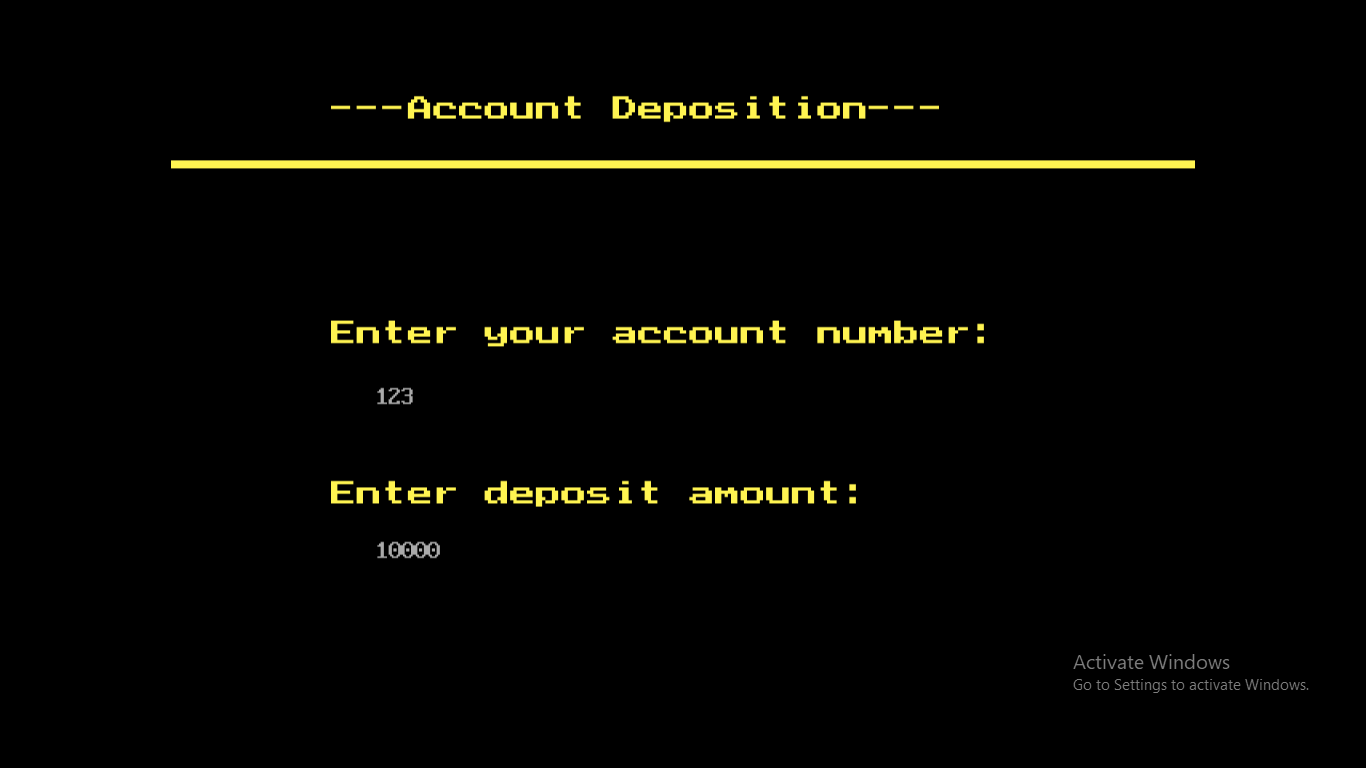 ---Account Deposition---
Enter your account number:
123
Enter deposit amount:
10000
Activate Windows
Go to Settings to activate Windows.